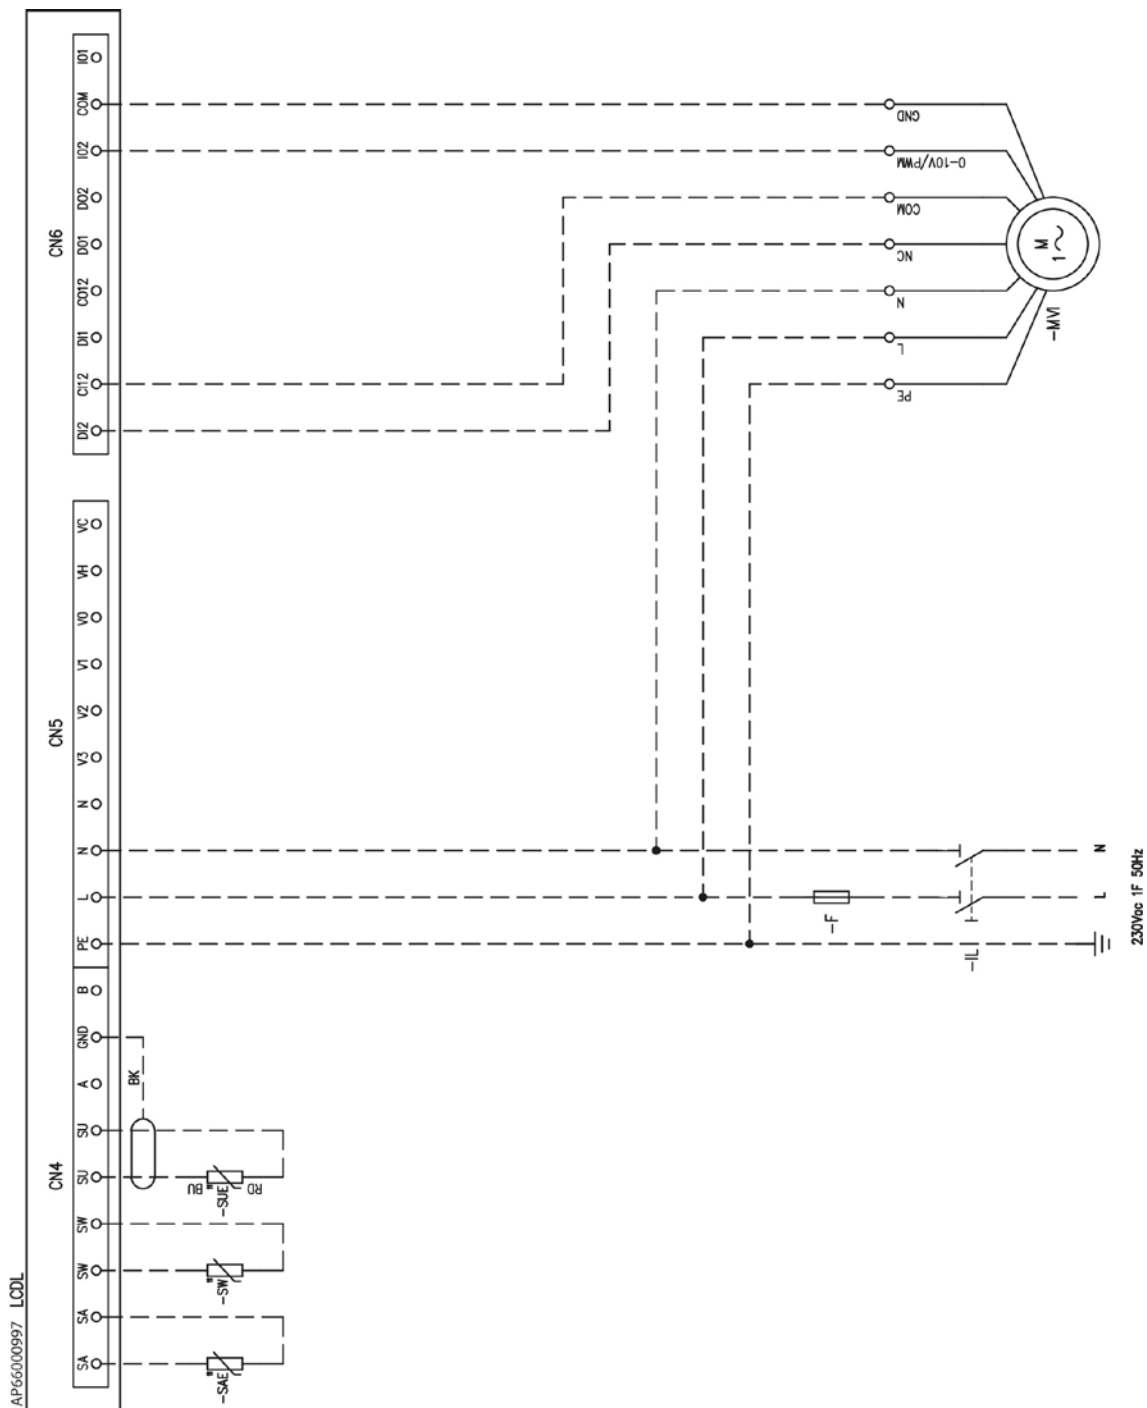 AP66000997 LCDL
CN4 CN5 CN6
SA SA SW SW SU SU A GND B PE L N N V3 V2 V1 V0 VH VC DI2 CI12 DI1 CO12 DO1 DO2 IO2 COM IO1
BK
BU
-SAE -SW -SUE
RD
-F
PE L N NC COM 0-10V/PWM GND
-IL
M
1~
-MVI
L N
230Vac 1F 50Hz